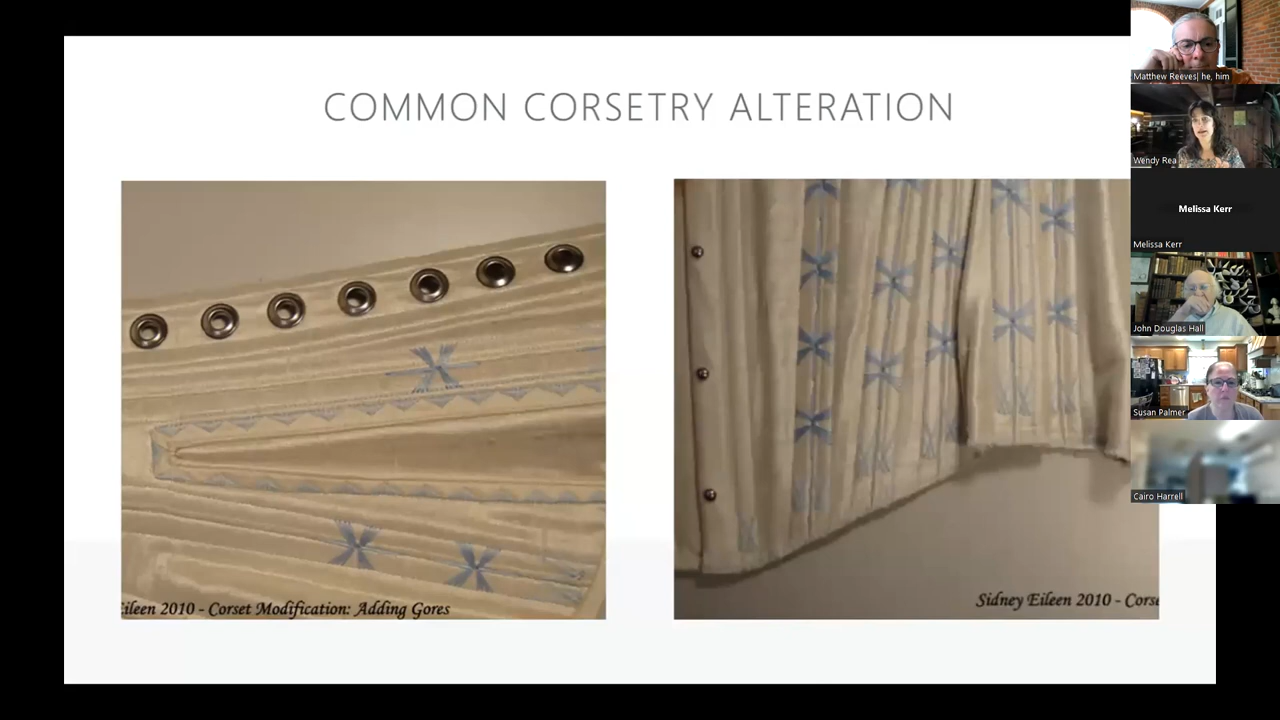 COMMON CORSETRY ALTERATION
Eileen 2010 - Corset Modification: Adding Gores
Sidney Eileen 2010 - Corse
Matthew Reeves| he, him
Wendy Rea
Melissa Kerr
Melissa Kerr
John Douglas Hall
Susan Palmer
Cairo Harrell